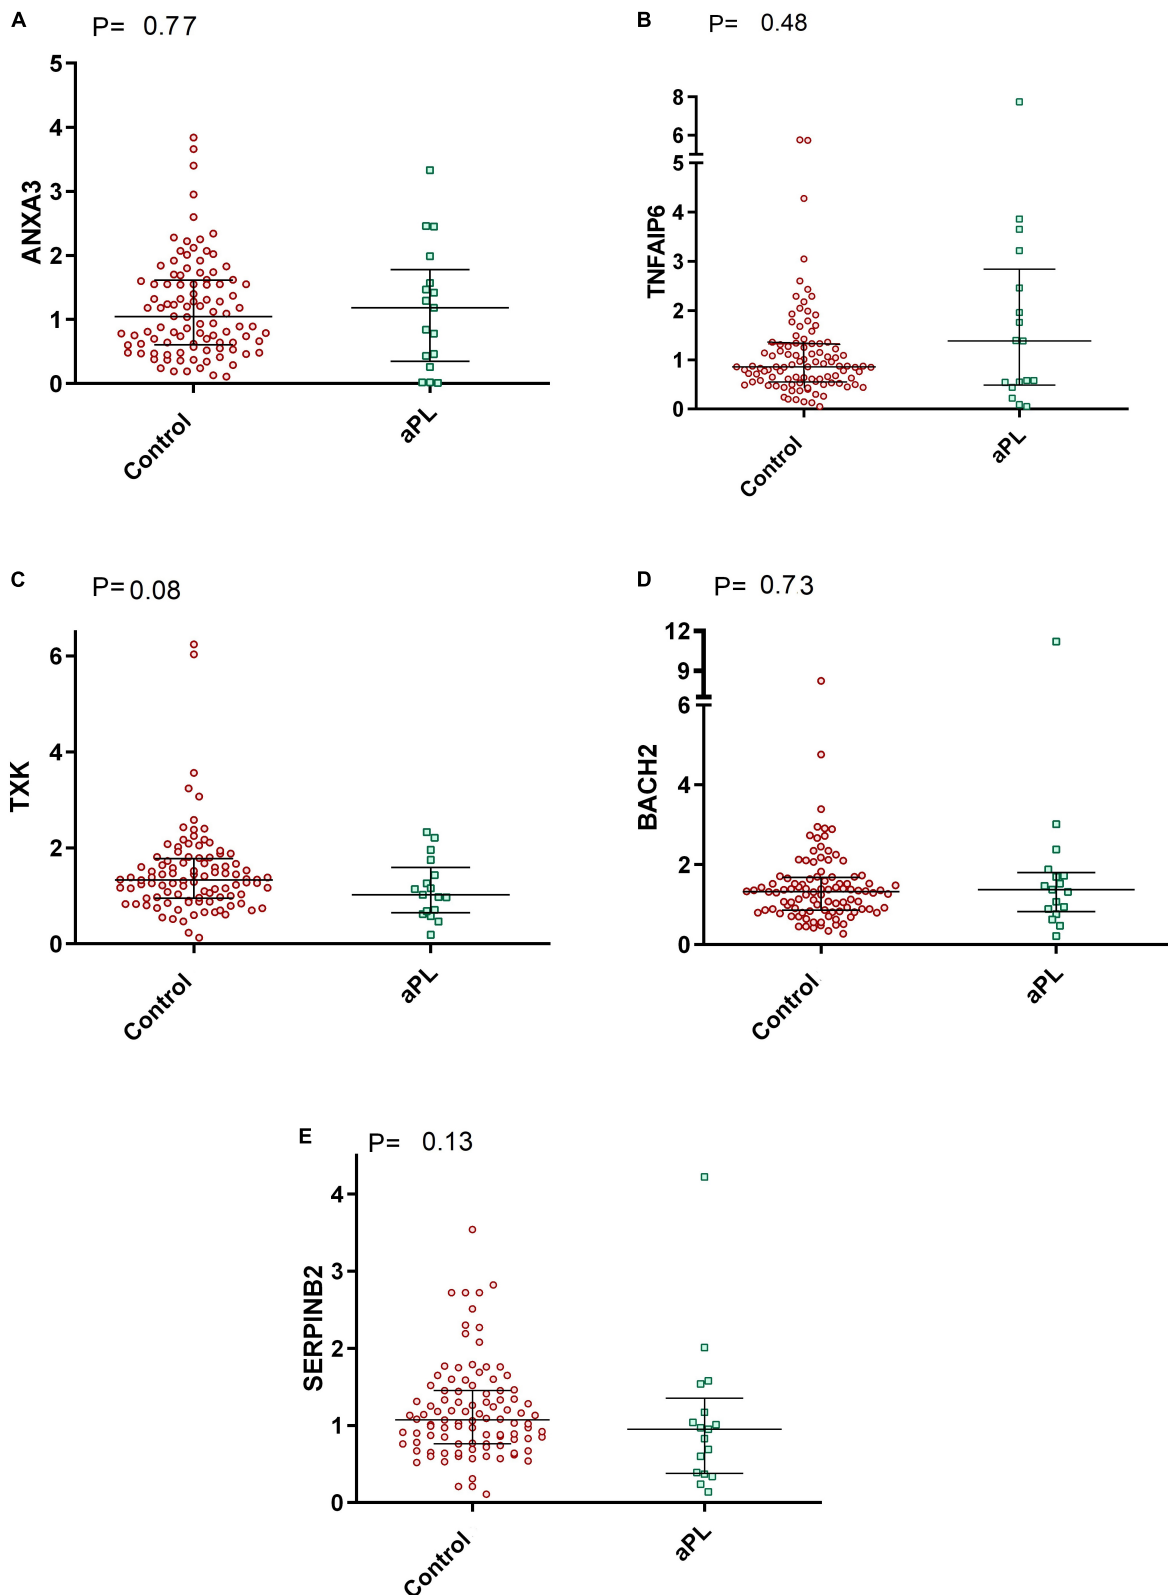 A
P= 0.77
5
4
3
2
1
0
ANXA3
Control
aPL
B
P= 0.48
8
6
5
4
3
2
1
0
TNFAIP6
Control
aPL
C
P= 0.08
6
4
2
0
TXK
Control
aPL
D
P= 0.73
12
9
6
4
2
0
BACH2
Control
aPL
E
P= 0.13
4
3
2
1
0
SERPINB2
Control
aPL